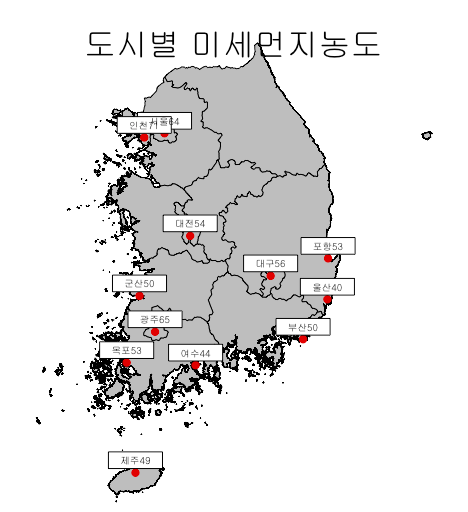 도시별 미세먼지농도
인천71
서울64
대전54
포항53
대구56
군산50
울산40
광주65
부산50
목포53
여수44
제주49